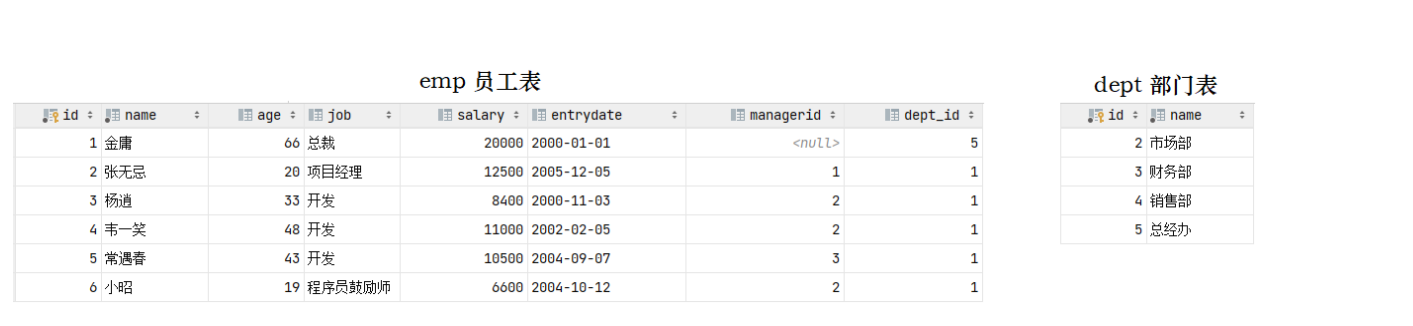 emp 员工表
dept 部门表
id name age job salary entrydate managerid dept_id
1 金庸 66 总裁 20000 2000-01-01 <null> 5
2 张无忌 20 项目经理 12500 2005-12-05 1 1
3 杨逍 33 开发 8400 2000-11-03 2 1
4 韦一笑 48 开发 11000 2002-02-05 2 1
5 常遇春 43 开发 10500 2004-09-07 3 1
6 小昭 19 程序员鼓励师 6600 2004-10-12 2 1
id name
2 市场部
3 财务部
4 销售部
5 总经办